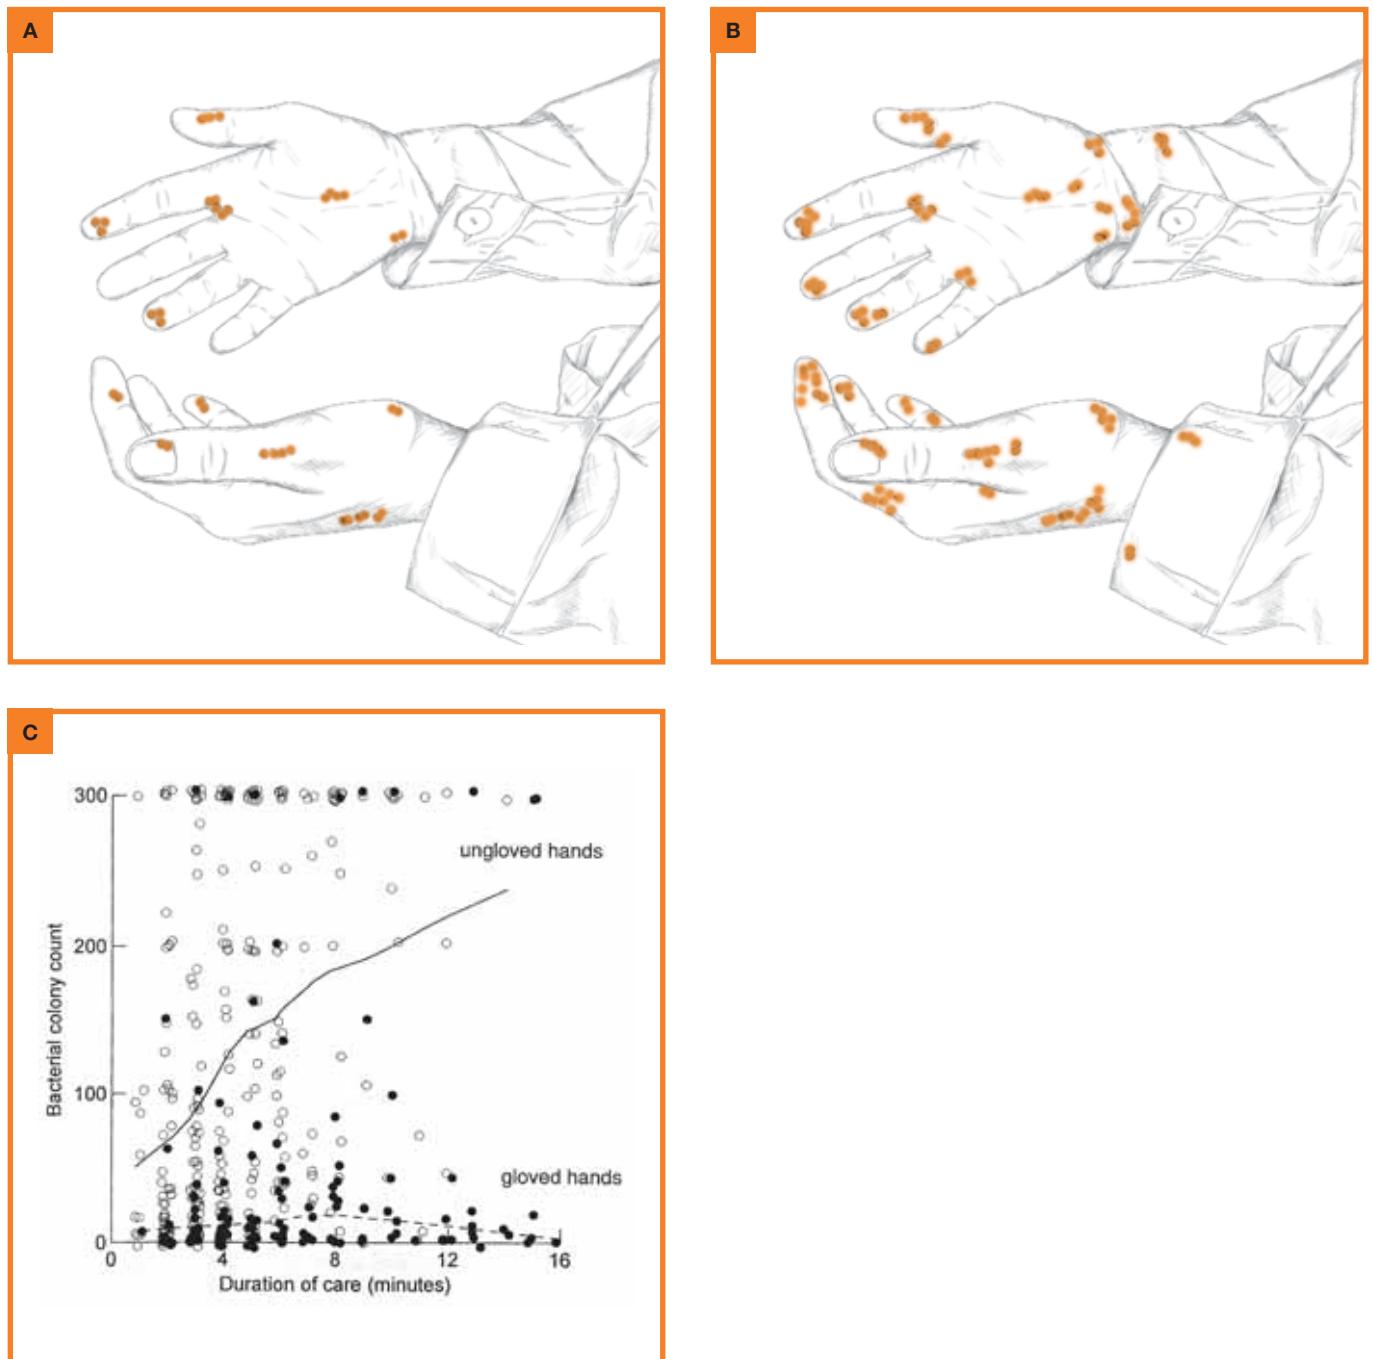 A
B
C
300
ungloved hands
200
Bacterial colony count
100
gloved hands
0
0 4 8 12 16
Duration of care (minutes)